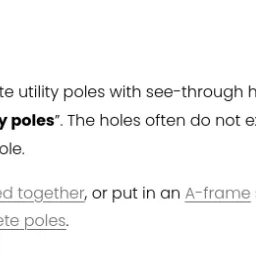 te utility poles with see-through h
y poles". The holes often do not e
ole.
ed together, or put in an A-frame
ete poles.